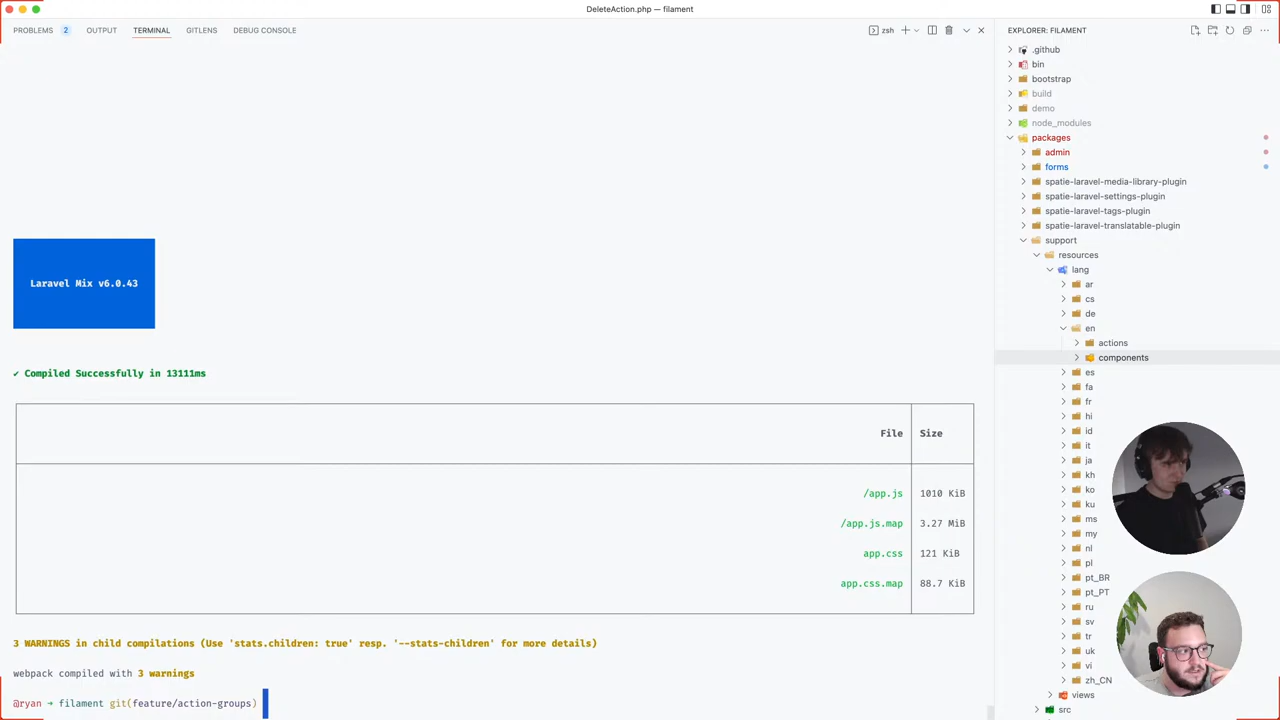 DeleteAction.php — filament
PROBLEMS 2 OUTPUT TERMINAL GITLENS DEBUG CONSOLE
zsh
EXPLORER: FILAMENT
.github
bin
bootstrap
build
demo
node_modules
packages
admin
forms
spatie-laravel-media-library-plugin
spatie-laravel-settings-plugin
spatie-laravel-tags-plugin
spatie-laravel-translatable-plugin
support
resources
lang
ar
cs
de
en
actions
components
es
fa
fr
hi
id
it
ja
kh
ko
ku
ms
my
nl
pl
pt_BR
pt_PT
ru
sv
tr
uk
vi
zh_CN
views
src
Laravel Mix v6.0.43
✔ Compiled Successfully in 13111ms
File Size
/app.js 1010 KiB
/app.js.map 3.27 MiB
app.css 121 KiB
app.css.map 88.7 KiB
3 WARNINGS in child compilations (Use 'stats.children: true' resp. '--stats-children' for more details)
webpack compiled with 3 warnings
@ryan → filament git(feature/action-groups)